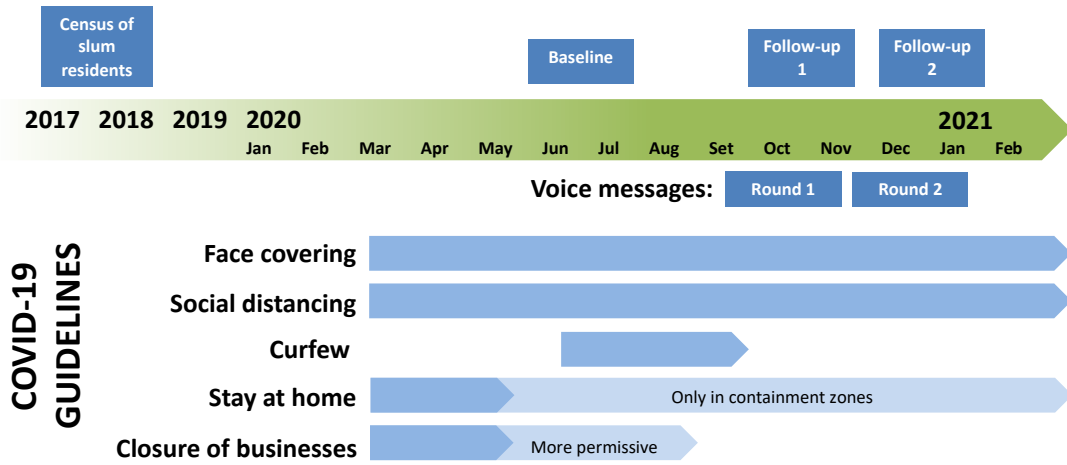 Census of
slum
residents
Baseline
Follow-up
1
Follow-up
2
2017 2018 2019 2020 2021
Jan Feb Mar Apr May Jun Jul Aug Set Oct Nov Dec Jan Feb
Voice messages: Round 1 Round 2
COVID-19
GUIDELINES
Face covering
Social distancing
Curfew
Stay at home Only in containment zones
Closure of businesses More permissive